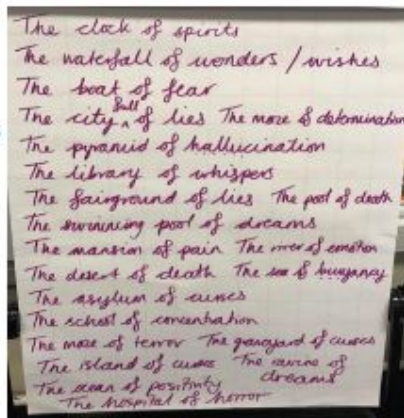 The clock of spirits
The waterfall of wonders / wishes
The boat of fear
The city full of lies The maze of determination
The pyramid of hallucination
The library of whispers
The fairground of lies The pool of death
The swimming pool of dreams
The mansion of pain The river of emotion
The desert of death The sea of buoyancy
The asylum of curses
The school of concentration
The maze of terror The graveyard of curses
The island of cures The ravine of dreams
The ocean of positivity
The hospital of horror